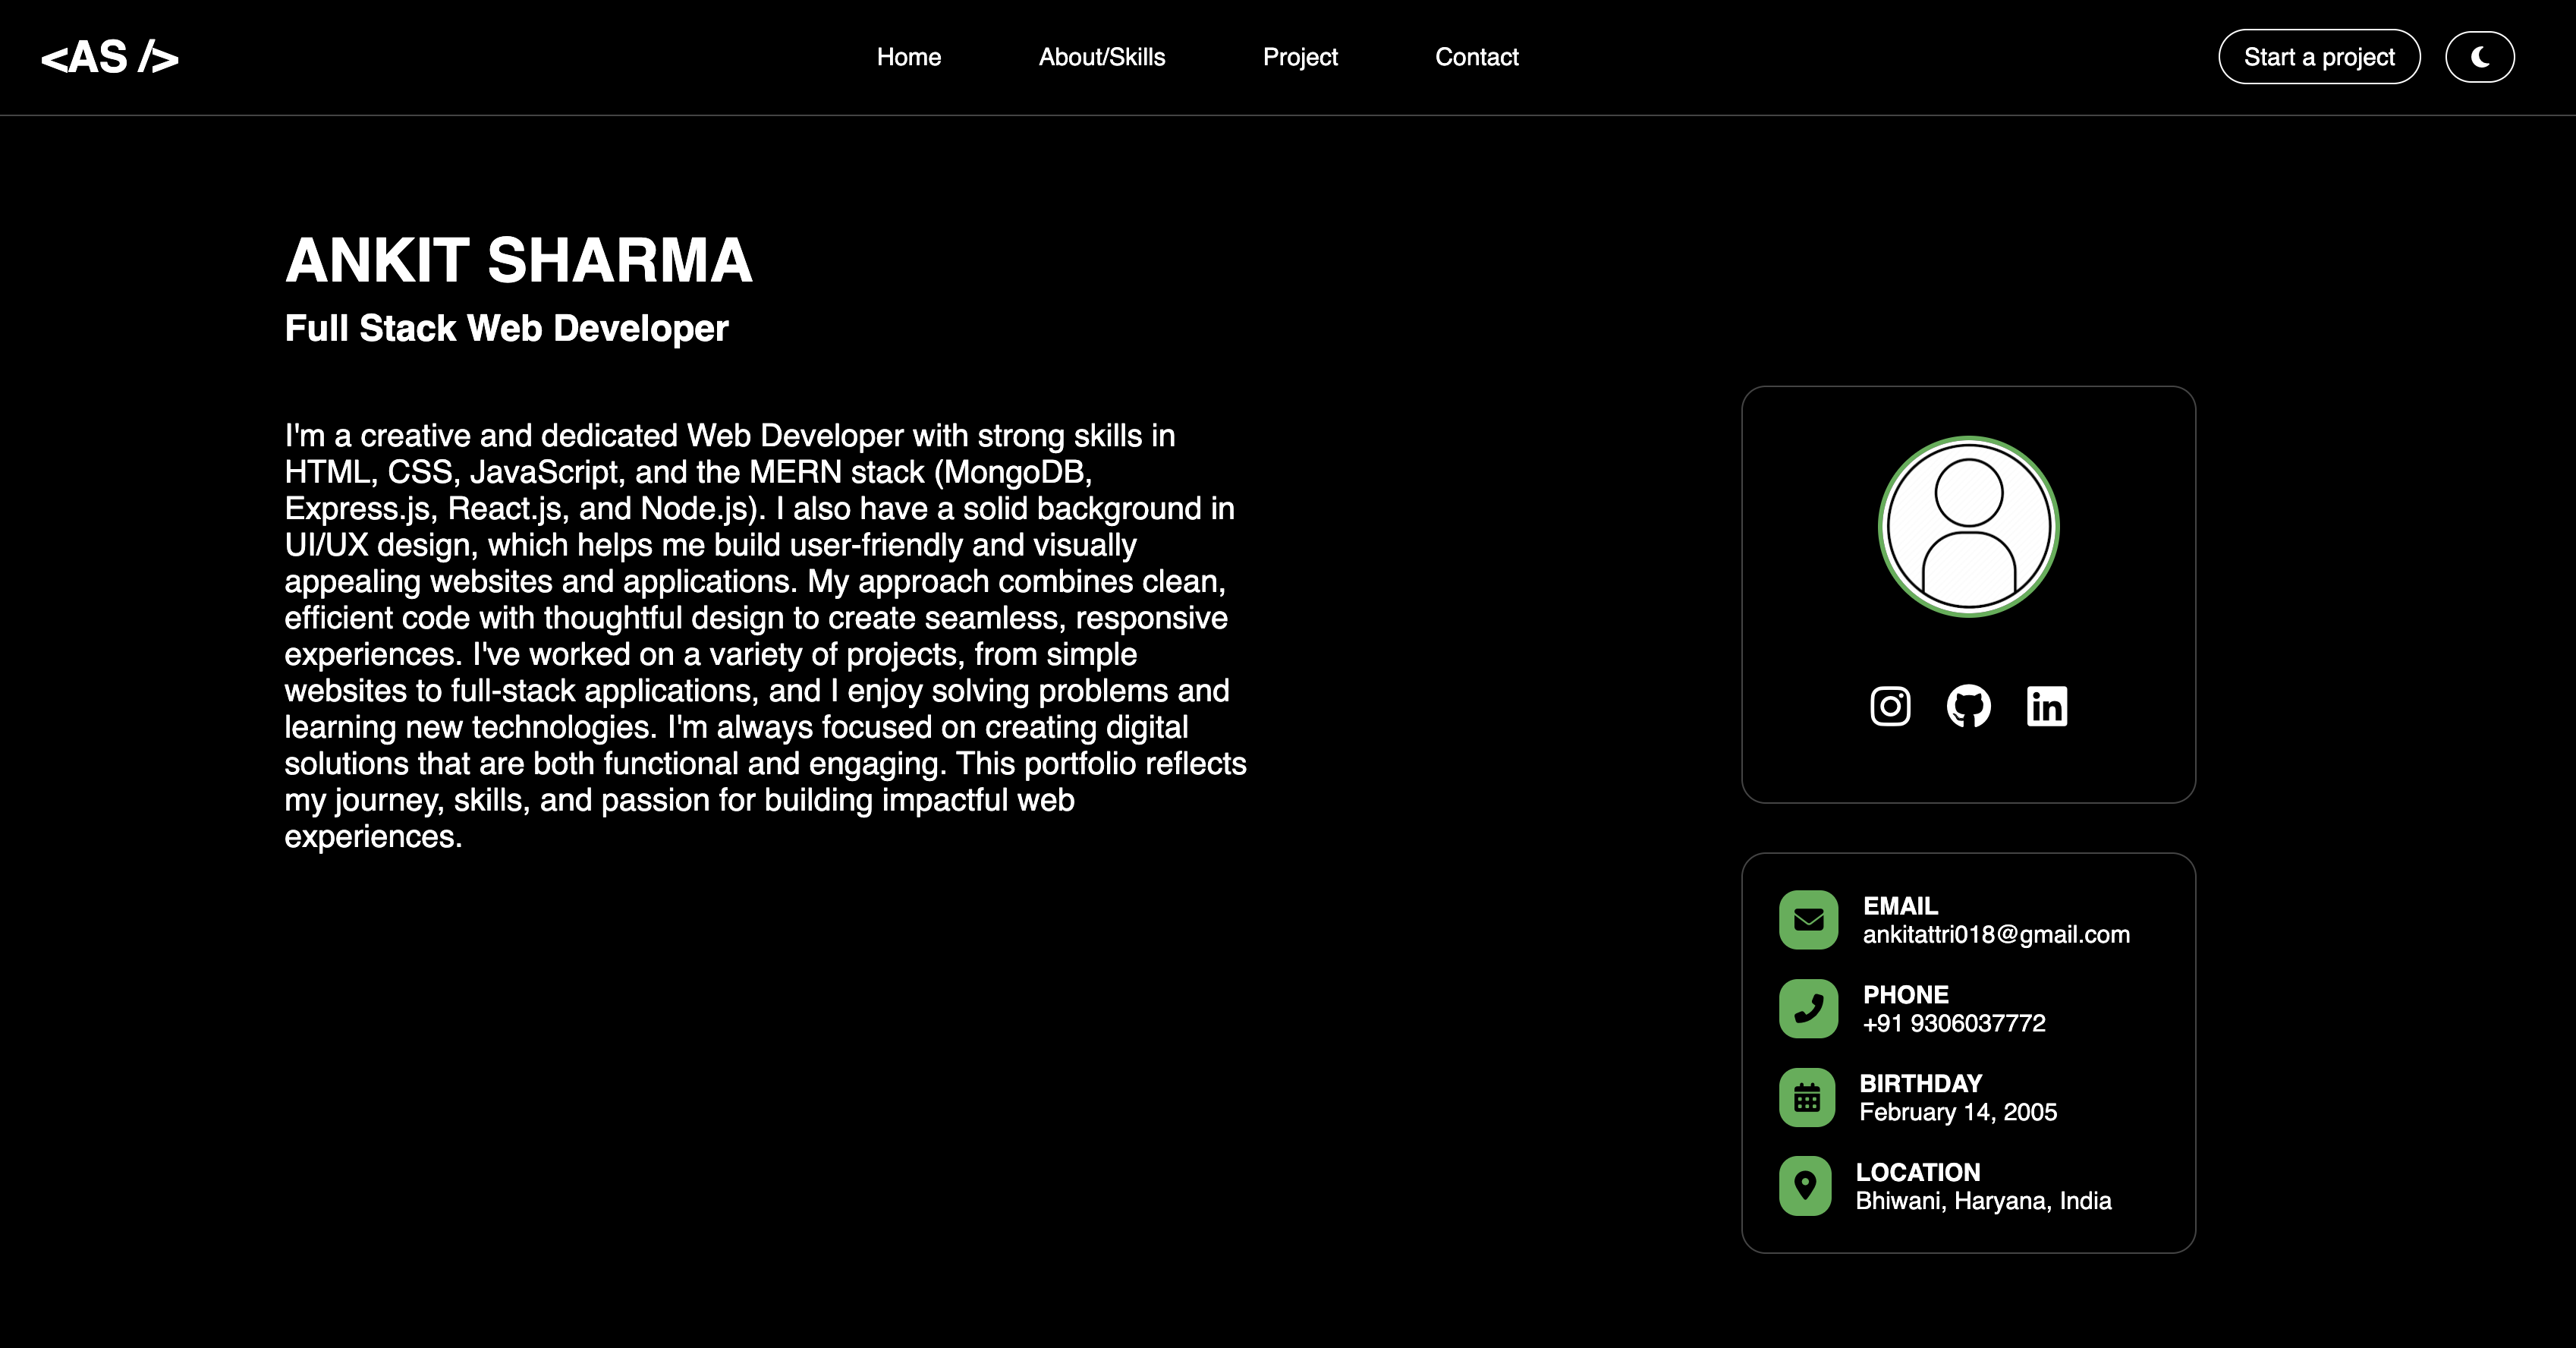 <AS />
Home
About/Skills
Project
Contact
Start a project
ANKIT SHARMA
Full Stack Web Developer
I'm a creative and dedicated Web Developer with strong skills in
HTML, CSS, JavaScript, and the MERN stack (MongoDB,
Express.js, React.js, and Node.js). I also have a solid background in
UI/UX design, which helps me build user-friendly and visually
appealing websites and applications. My approach combines clean,
efficient code with thoughtful design to create seamless, responsive
experiences. I've worked on a variety of projects, from simple
websites to full-stack applications, and I enjoy solving problems and
learning new technologies. I'm always focused on creating digital
solutions that are both functional and engaging. This portfolio reflects
my journey, skills, and passion for building impactful web
experiences.
in
EMAIL
ankitattri018@gmail.com
PHONE
+91 9306037772
BIRTHDAY
February 14, 2005
LOCATION
Bhiwani, Haryana, India